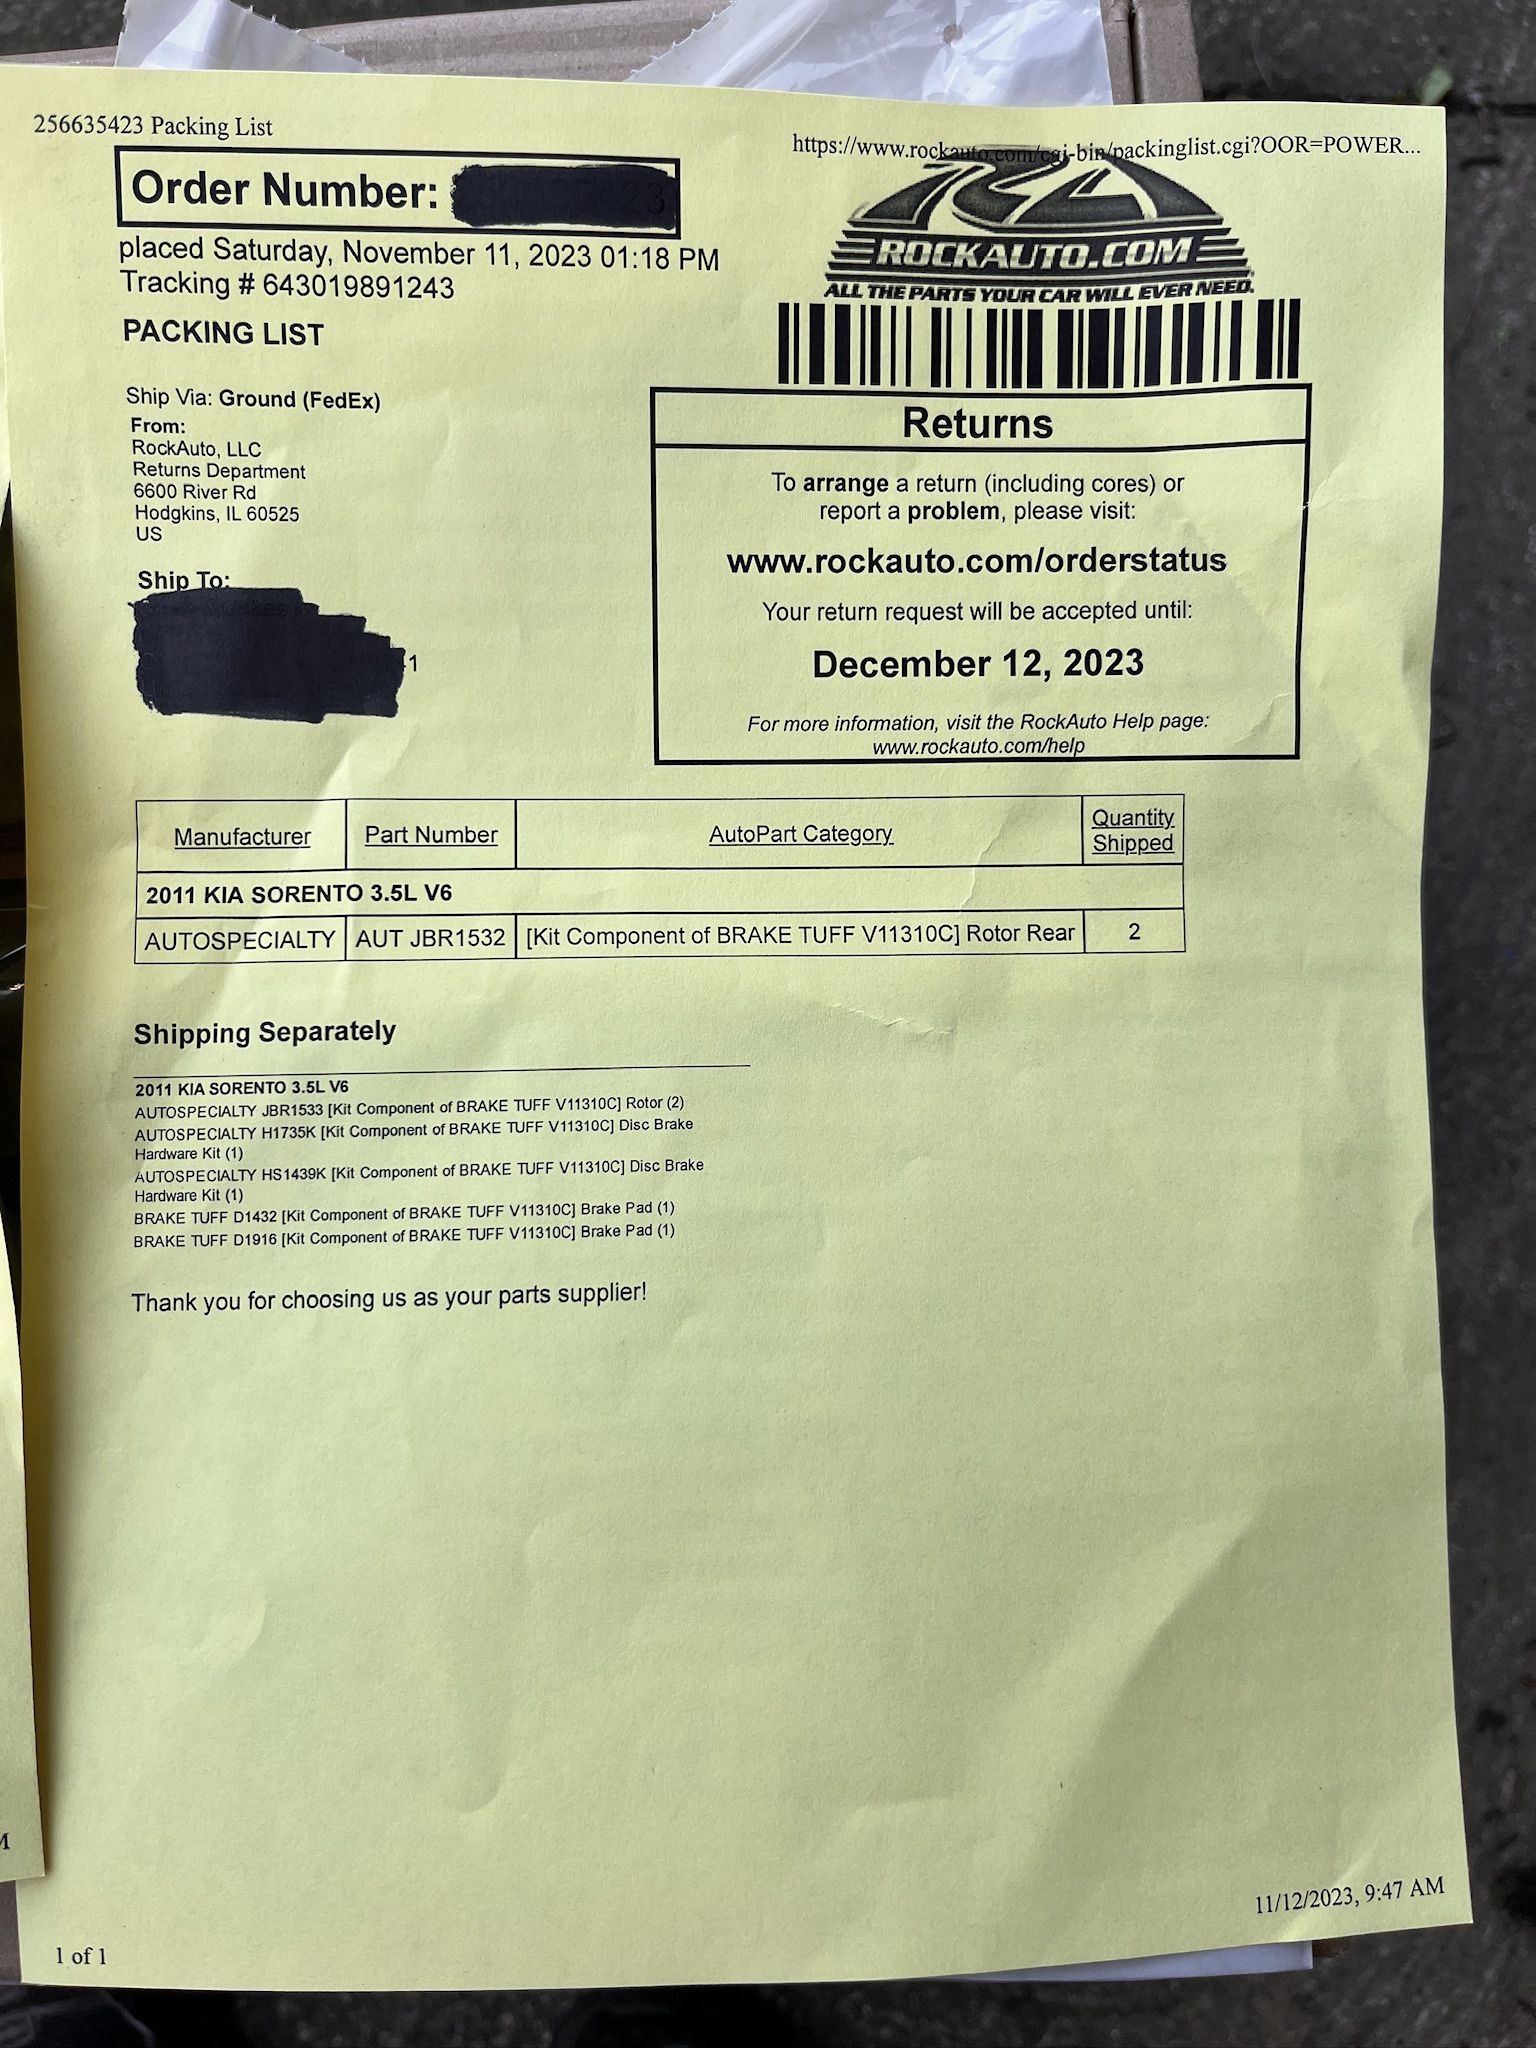 256635423 Packing List
https://www.rockauto.com/cgi-bin/packinglist.cgi?OOR=POWER...
Order Number:
placed Saturday, November 11, 2023 01:18 PM
Tracking # 643019891243
ROCKAUTO.COM
ALL THE PARTS YOUR CAR WILL EVER NEED.
PACKING LIST
Ship Via: Ground (FedEx)
From:
RockAuto, LLC
Returns Department
6600 River Rd
Hodgkins, IL 60525
US
Ship To:
1
Returns
To arrange a return (including cores) or
report a problem, please visit:
www.rockauto.com/orderstatus
Your return request will be accepted until:
December 12, 2023
For more information, visit the RockAuto Help page:
www.rockauto.com/help
Manufacturer Part Number AutoPart Category Quantity
Shipped
2011 KIA SORENTO 3.5L V6
AUTOSPECIALTY AUT JBR1532 [Kit Component of BRAKE TUFF V11310C] Rotor Rear 2
Shipping Separately
2011 KIA SORENTO 3.5L V6
AUTOSPECIALTY JBR1533 [Kit Component of BRAKE TUFF V11310C] Rotor (2)
AUTOSPECIALTY H1735K [Kit Component of BRAKE TUFF V11310C] Disc Brake
Hardware Kit (1)
AUTOSPECIALTY HS1439K [Kit Component of BRAKE TUFF V11310C] Disc Brake
Hardware Kit (1)
BRAKE TUFF D1432 [Kit Component of BRAKE TUFF V11310C] Brake Pad (1)
BRAKE TUFF D1916 [Kit Component of BRAKE TUFF V11310C] Brake Pad (1)
Thank you for choosing us as your parts supplier!
11/12/2023, 9:47 AM
1 of 1